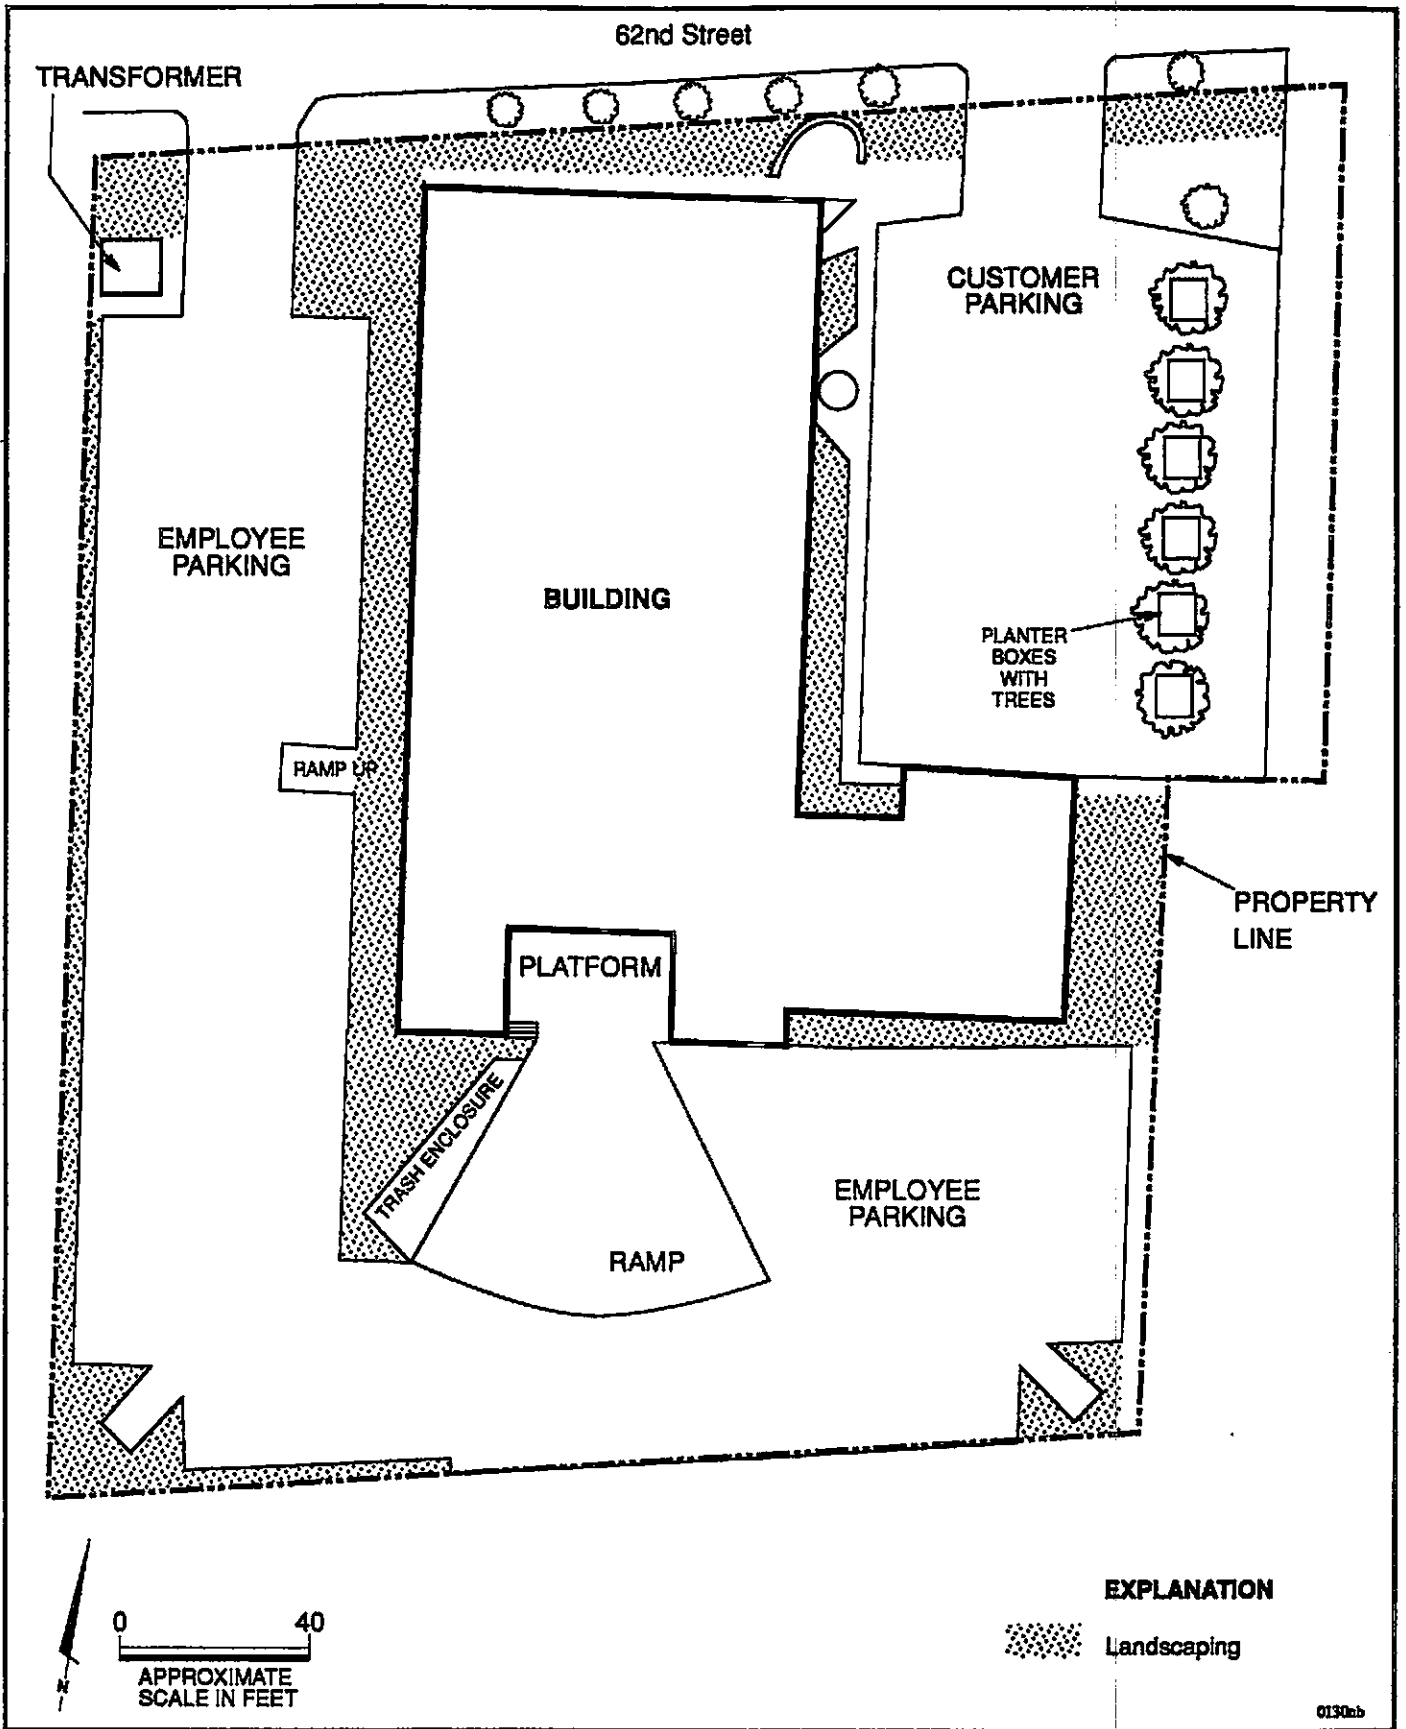 62nd Street
TRANSFORMER
CUSTOMER
PARKING
EMPLOYEE
PARKING
BUILDING
PLANTER
BOXES
WITH
TREES
RAMP UP
PROPERTY
LINE
PLATFORM
TRASH ENCLOSURE
EMPLOYEE
PARKING
RAMP
EXPLANATION
Landscaping
0 40
APPROXIMATE
SCALE IN FEET
N
0130nb